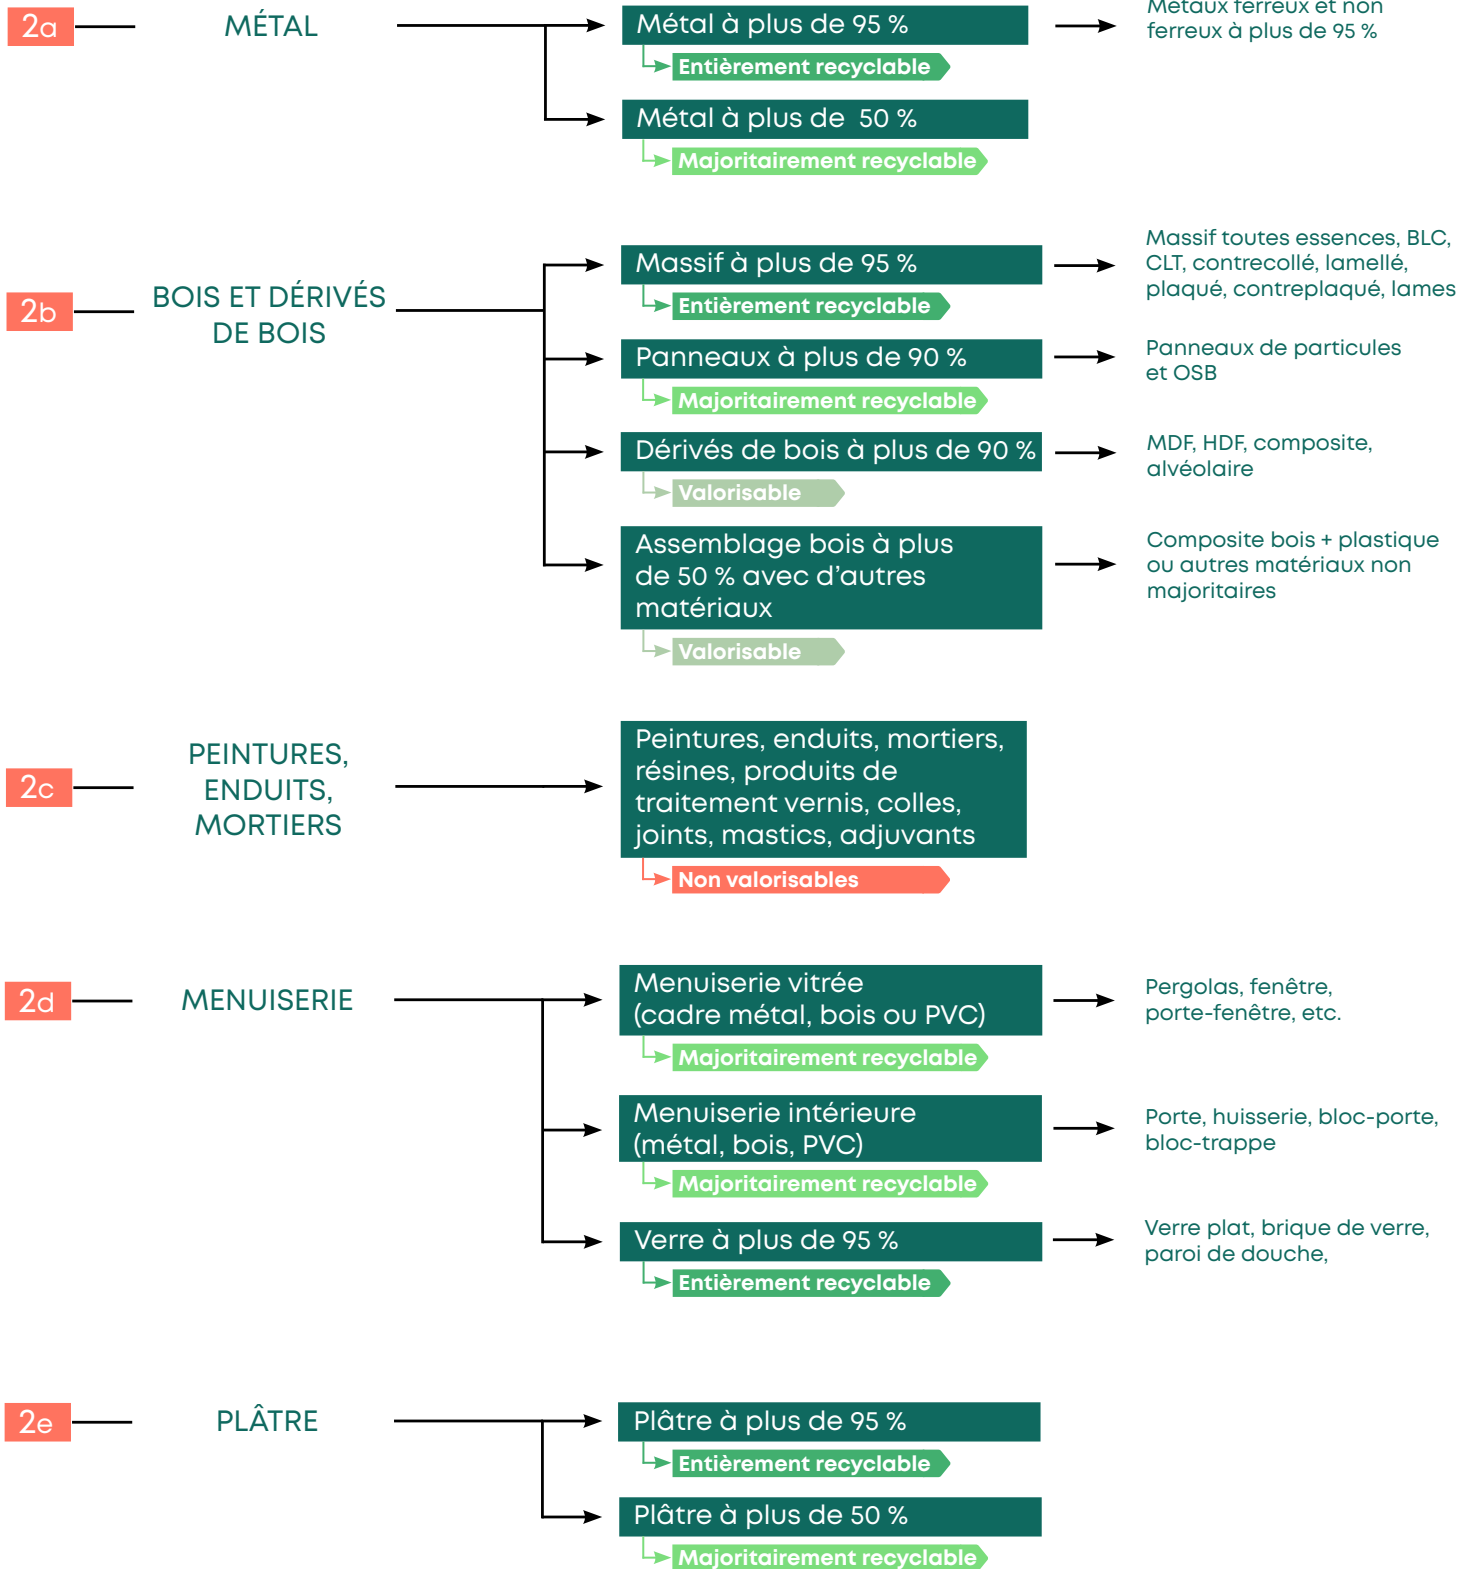 2a
MÉTAL
Métal à plus de 95 %
Entièrement recyclable
Métaux ferreux et non
ferreux à plus de 95 %
Métal à plus de 50 %
Majoritairement recyclable
2b
BOIS ET DÉRIVÉS
DE BOIS
Massif à plus de 95 %
Entièrement recyclable
Massif toutes essences, BLC,
CLT, contrecollé, lamellé,
plaqué, contreplaqué, lames
Panneaux à plus de 90 %
Majoritairement recyclable
Panneaux de particules
et OSB
Dérivés de bois à plus de 90 %
Valorisable
MDF, HDF, composite,
alvéolaire
Assemblage bois à plus
de 50 % avec d’autres
matériaux
Valorisable
Composite bois + plastique
ou autres matériaux non
majoritaires
2c
PEINTURES,
ENDUITS,
MORTIERS
Peintures, enduits, mortiers,
résines, produits de
traitement vernis, colles,
joints, mastics, adjuvants
Non valorisables
2d
MENUISERIE
Menuiserie vitrée
(cadre métal, bois ou PVC)
Majoritairement recyclable
Pergolas, fenêtre,
porte-fenêtre, etc.
Menuiserie intérieure
(métal, bois, PVC)
Majoritairement recyclable
Porte, huisserie, bloc-porte,
bloc-trappe
Verre à plus de 95 %
Entièrement recyclable
Verre plat, brique de verre,
paroi de douche,
2e
PLÂTRE
Plâtre à plus de 95 %
Entièrement recyclable
Plâtre à plus de 50 %
Majoritairement recyclable